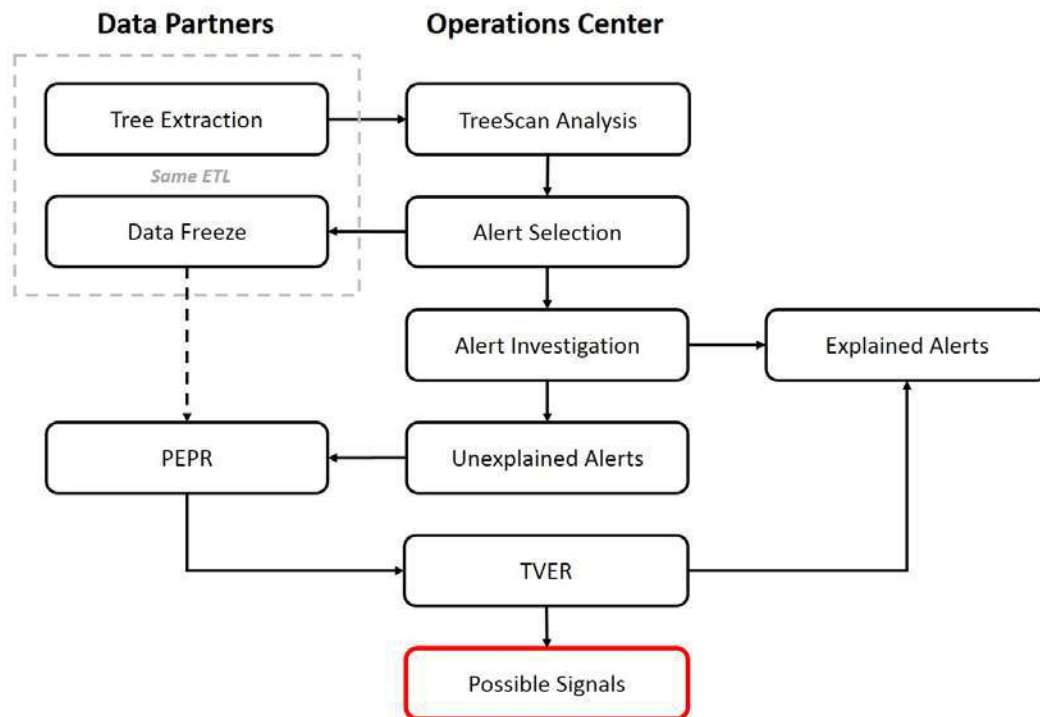 Data Partners
Operations Center
Tree Extraction
TreeScan Analysis
Same ETL
Data Freeze
Alert Selection
Alert Investigation
Explained Alerts
PEPR
Unexplained Alerts
TVER
Possible Signals